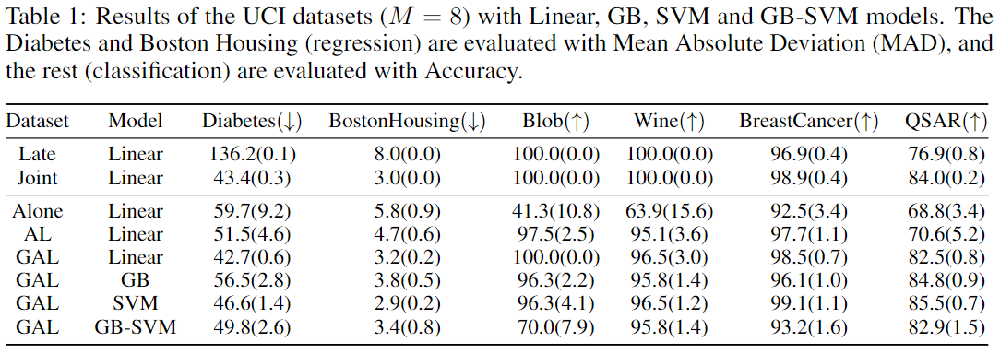 Table 1: Results of the UCI datasets (M = 8) with Linear, GB, SVM and GB-SVM models. The
Diabetes and Boston Housing (regression) are evaluated with Mean Absolute Deviation (MAD), and
the rest (classification) are evaluated with Accuracy.
Dataset Model Diabetes(↓) BostonHousing(↓) Blob(↑) Wine(↑) BreastCancer(↑) QSAR(↑)
Late Linear 136.2(0.1) 8.0(0.0) 100.0(0.0) 100.0(0.0) 96.9(0.4) 76.9(0.8)
Joint Linear 43.4(0.3) 3.0(0.0) 100.0(0.0) 100.0(0.0) 98.9(0.4) 84.0(0.2)
Alone Linear 59.7(9.2) 5.8(0.9) 41.3(10.8) 63.9(15.6) 92.5(3.4) 68.8(3.4)
AL Linear 51.5(4.6) 4.7(0.6) 97.5(2.5) 95.1(3.6) 97.7(1.1) 70.6(5.2)
GAL Linear 42.7(0.6) 3.2(0.2) 100.0(0.0) 96.5(3.0) 98.5(0.7) 82.5(0.8)
GAL GB 56.5(2.8) 3.8(0.5) 96.3(2.2) 95.8(1.4) 96.1(1.0) 84.8(0.9)
GAL SVM 46.6(1.4) 2.9(0.2) 96.3(4.1) 96.5(1.2) 99.1(1.1) 85.5(0.7)
GAL GB-SVM 49.8(2.6) 3.4(0.8) 70.0(7.9) 95.8(1.4) 93.2(1.6) 82.9(1.5)